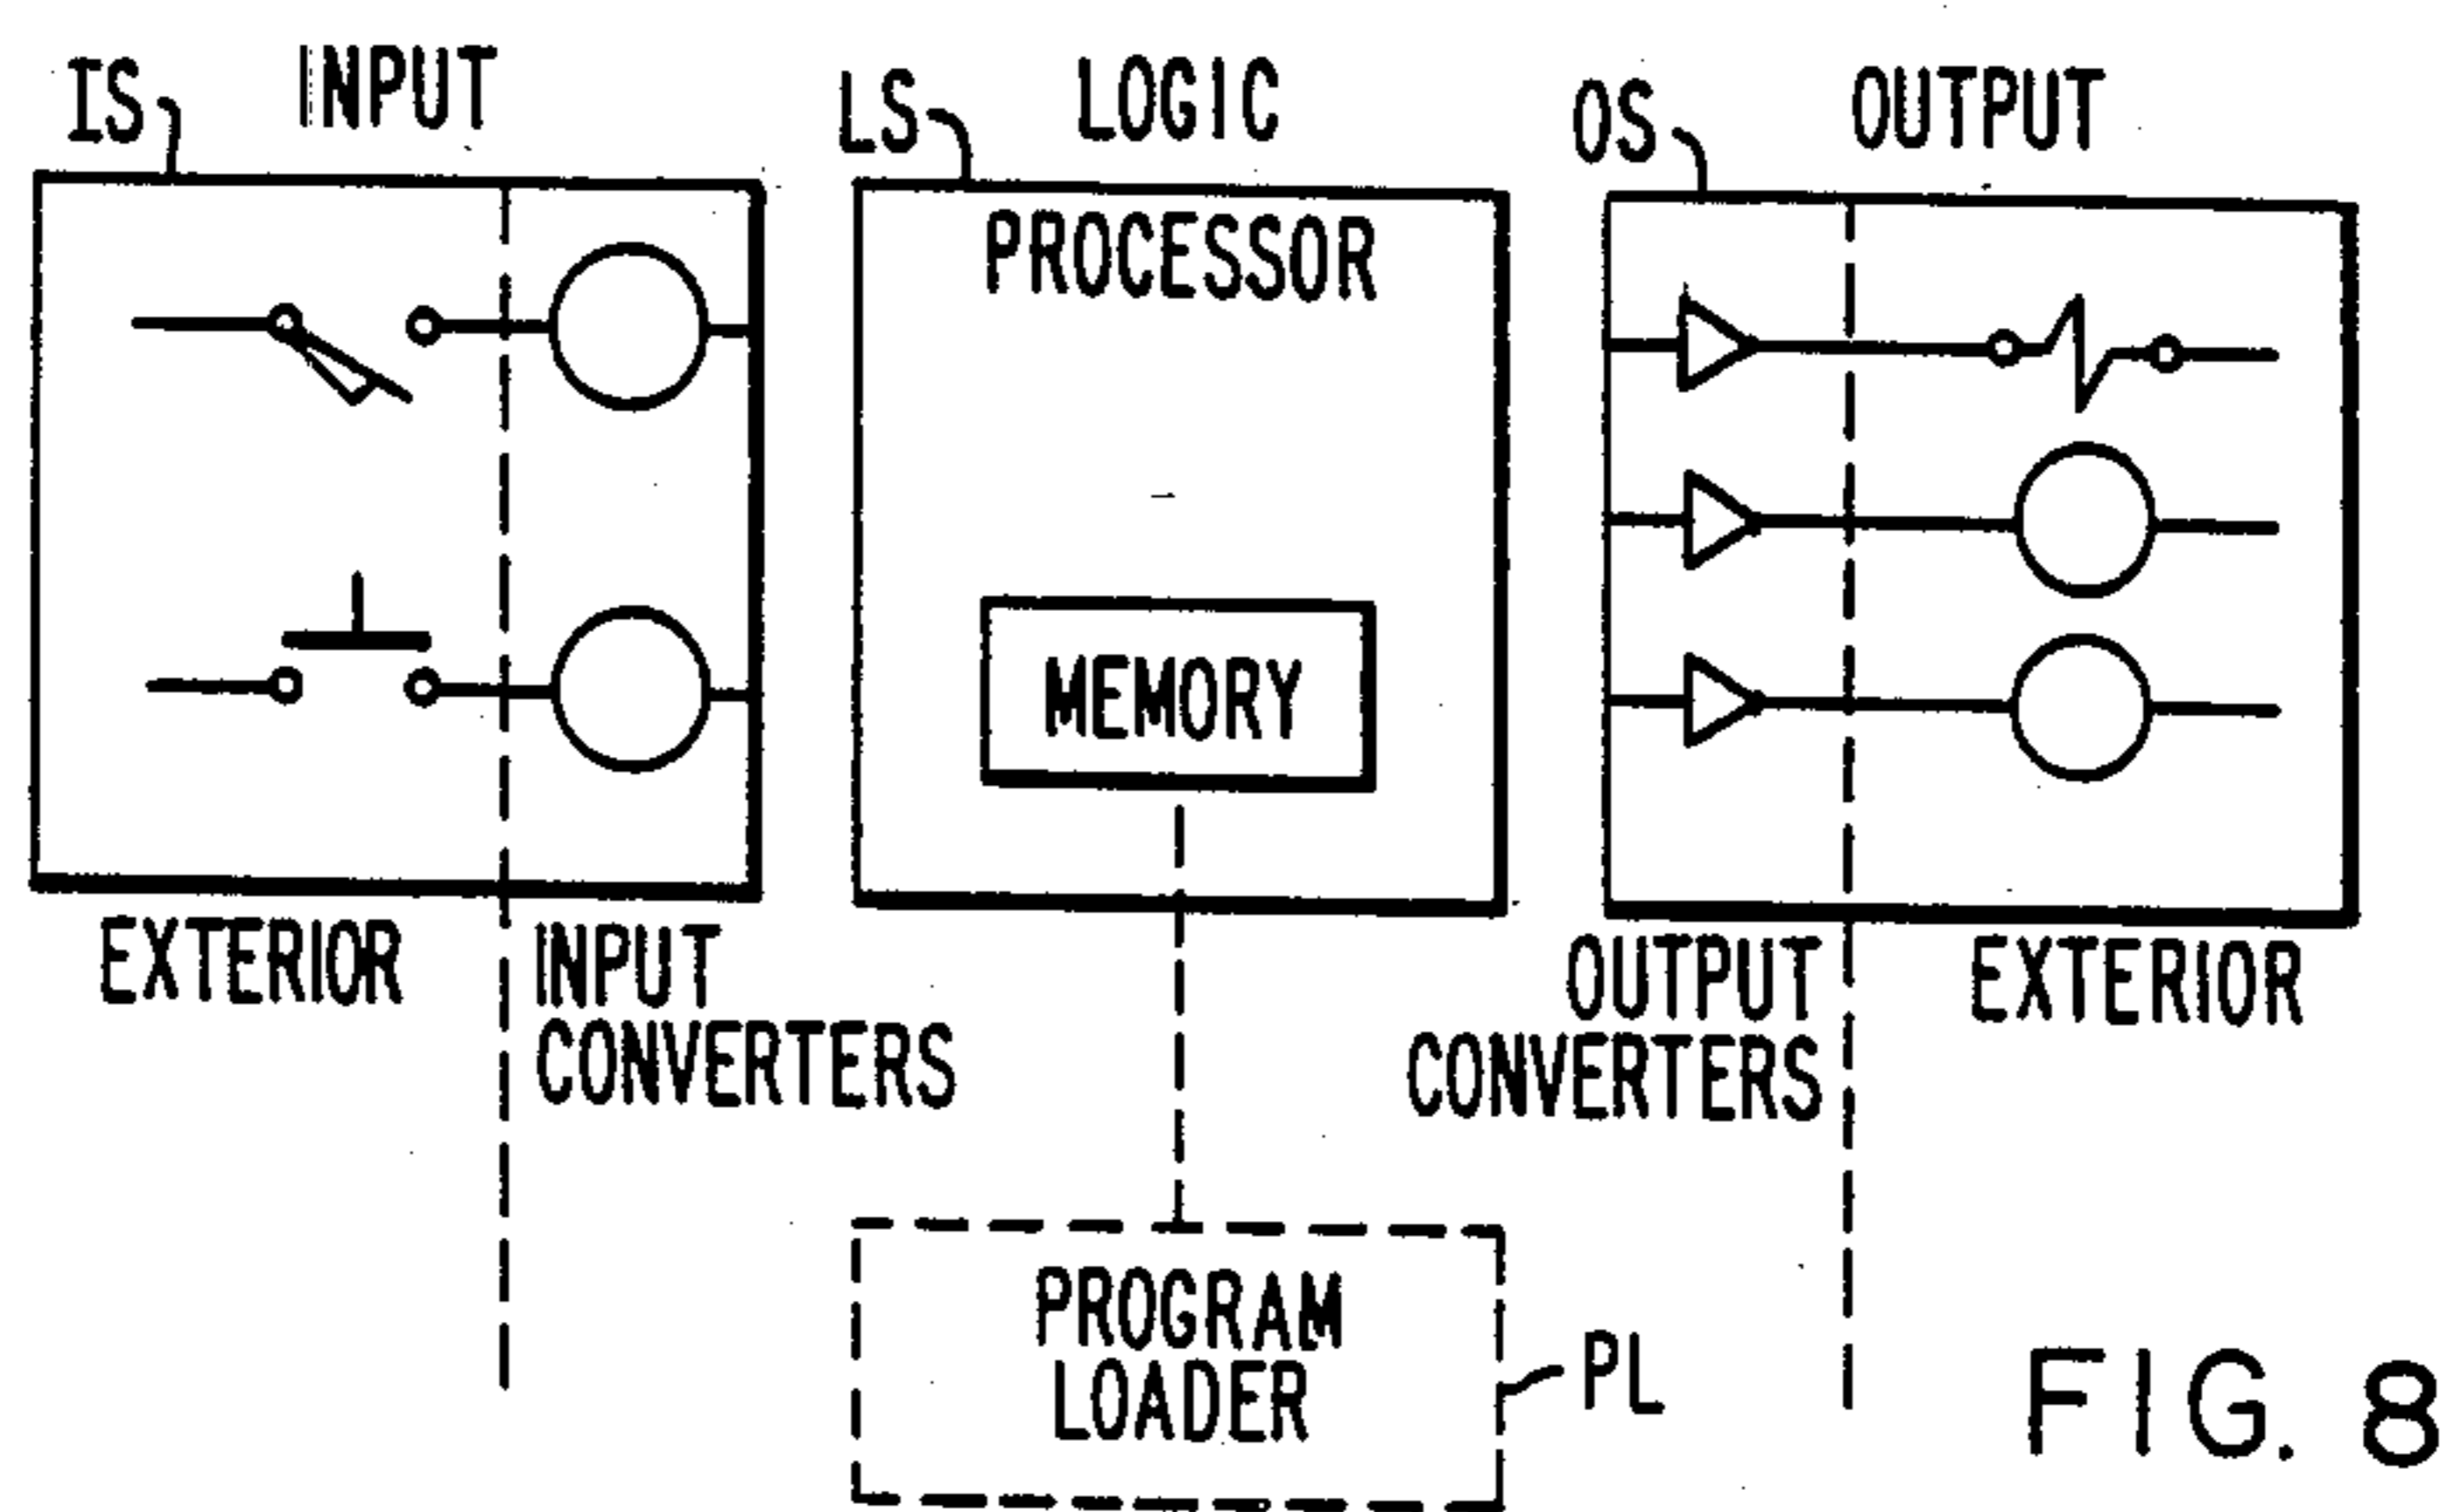 IS INPUT
LS LOGIC
OS OUTPUT
PROCESSOR
MEMORY
EXTERIOR
INPUT
CONVERTERS
OUTPUT
CONVERTERS
EXTERIOR
PROGRAM
LOADER
PL
FIG. 8